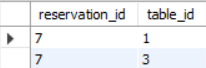 reservation_id table_id
7 1
7 3